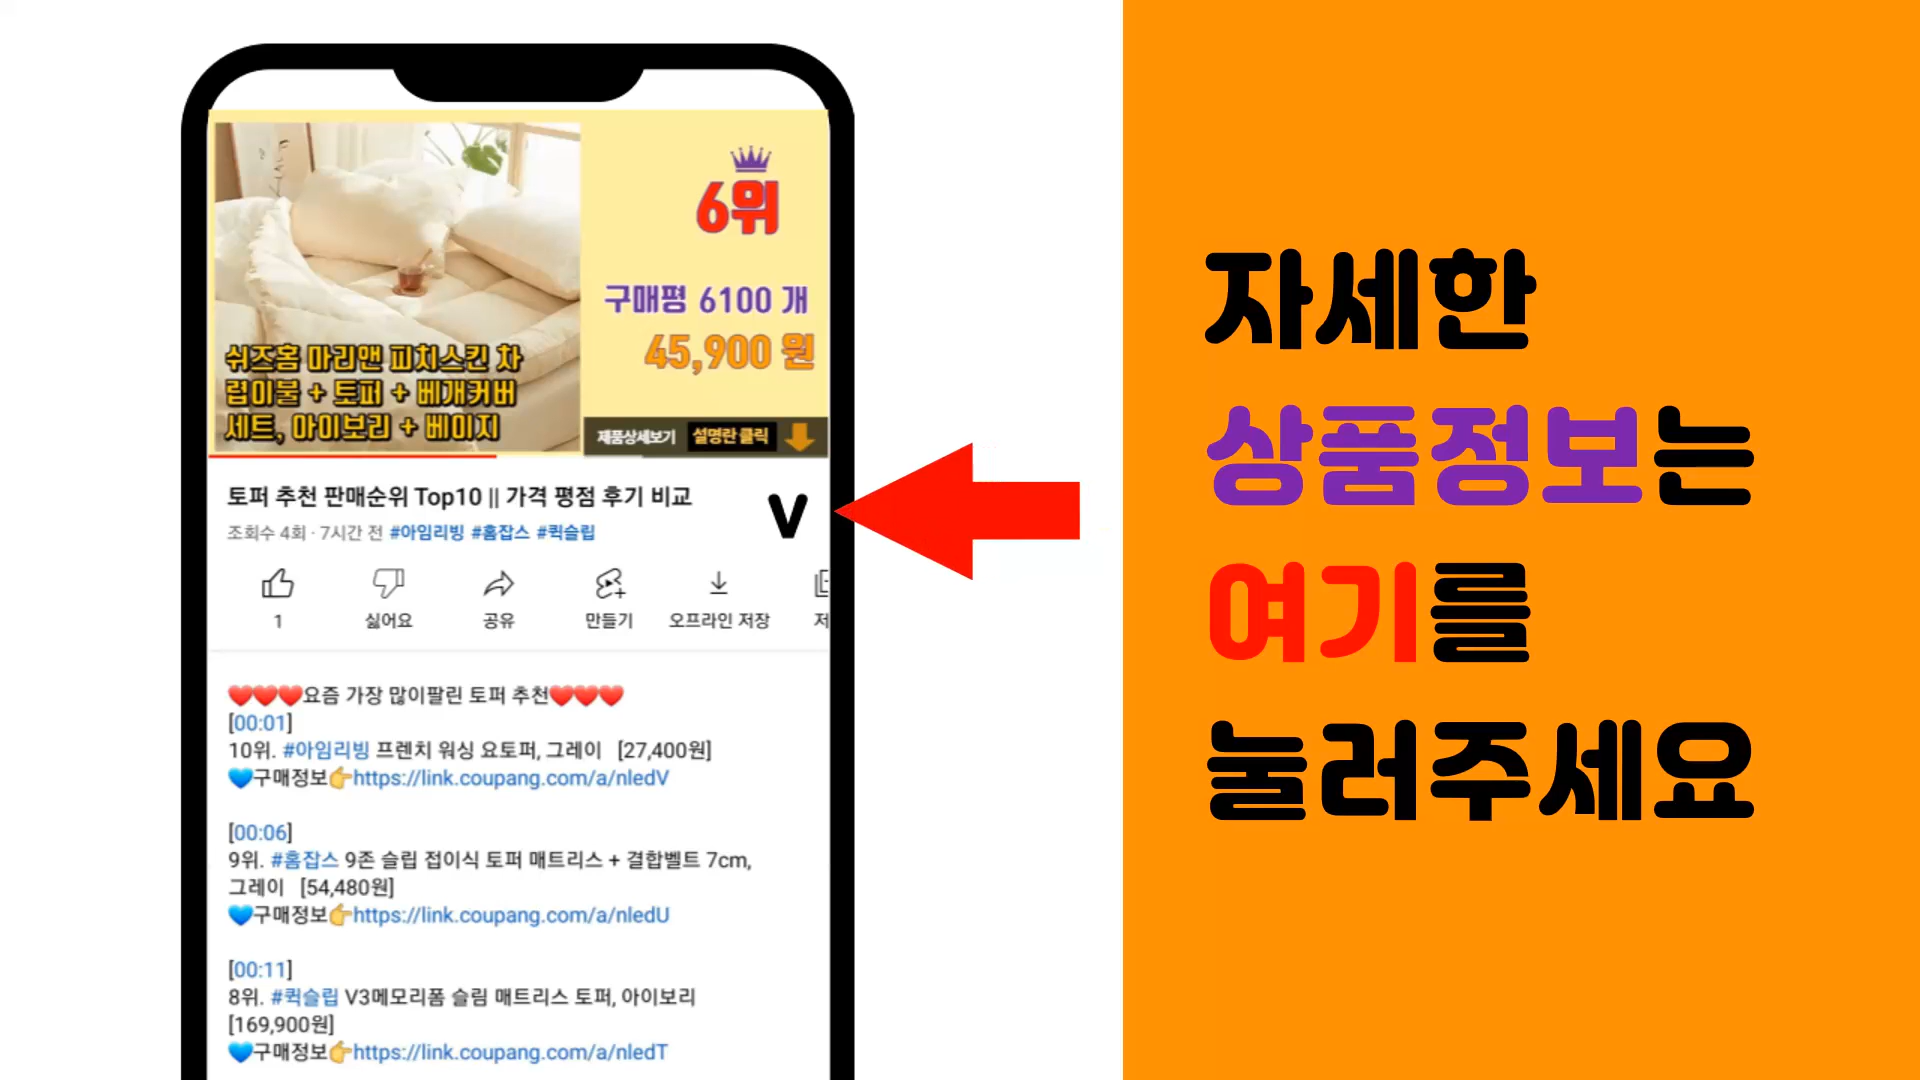 6위
구매평 6100 개
45,900 원
쉬즈홈 마리앤 피치스킨 차
렵이불 + 토퍼 + 베개커버
세트, 아이보리 + 베이지
제품상세보기 설명란 클릭
토퍼 추천 판매순위 Top10 || 가격 평점 후기 비교
V
조회수 4회 · 7시간 전 #아임리빙 #홈잡스 #퀵슬립
1 싫어요 공유 만들기 오프라인 저장 저
❤️❤️❤️요즘 가장 많이팔린 토퍼 추천❤️❤️❤️
[00:01]
10위. #아임리빙 프렌치 워싱 요토퍼, 그레이 [27,400원]
💙구매정보👉https://link.coupang.com/a/nledV
[00:06]
9위. #홈잡스 9존 슬립 접이식 토퍼 매트리스 + 결합벨트 7cm,
그레이 [54,480원]
💙구매정보👉https://link.coupang.com/a/nledU
[00:11]
8위. #퀵슬립 V3메모리폼 슬림 매트리스 토퍼, 아이보리
[169,900원]
💙구매정보👉https://link.coupang.com/a/nledT
자세한
상품정보는
여기를
눌러주세요